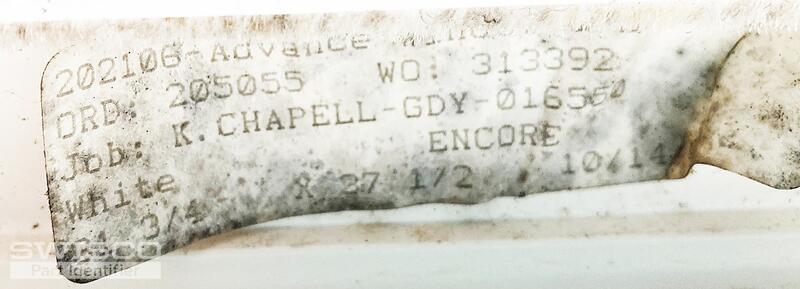 202106-Advance
ORD: 205055 WO: 313392
Job: K.CHAPELL-GDY-016550
White ENCORE
3/4 X 27 1/2 10/14
SWISCO
Part Identifier